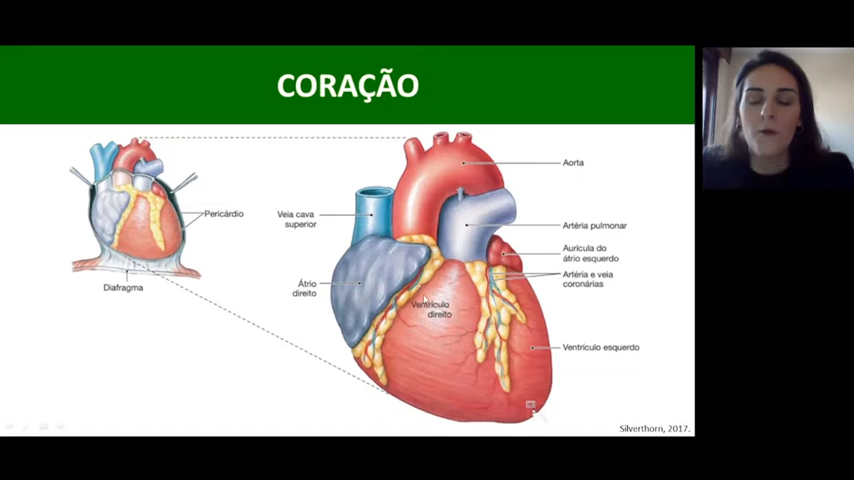 CORAÇÃO
Pericárdio
Diafragma
Aorta
Veia cava
superior
Artéria pulmonar
Aurícula do
átrio esquerdo
Artéria e veia
coronárias
Átrio
direito
Ventrículo
direito
Ventrículo esquerdo
Silverthorn, 2017.